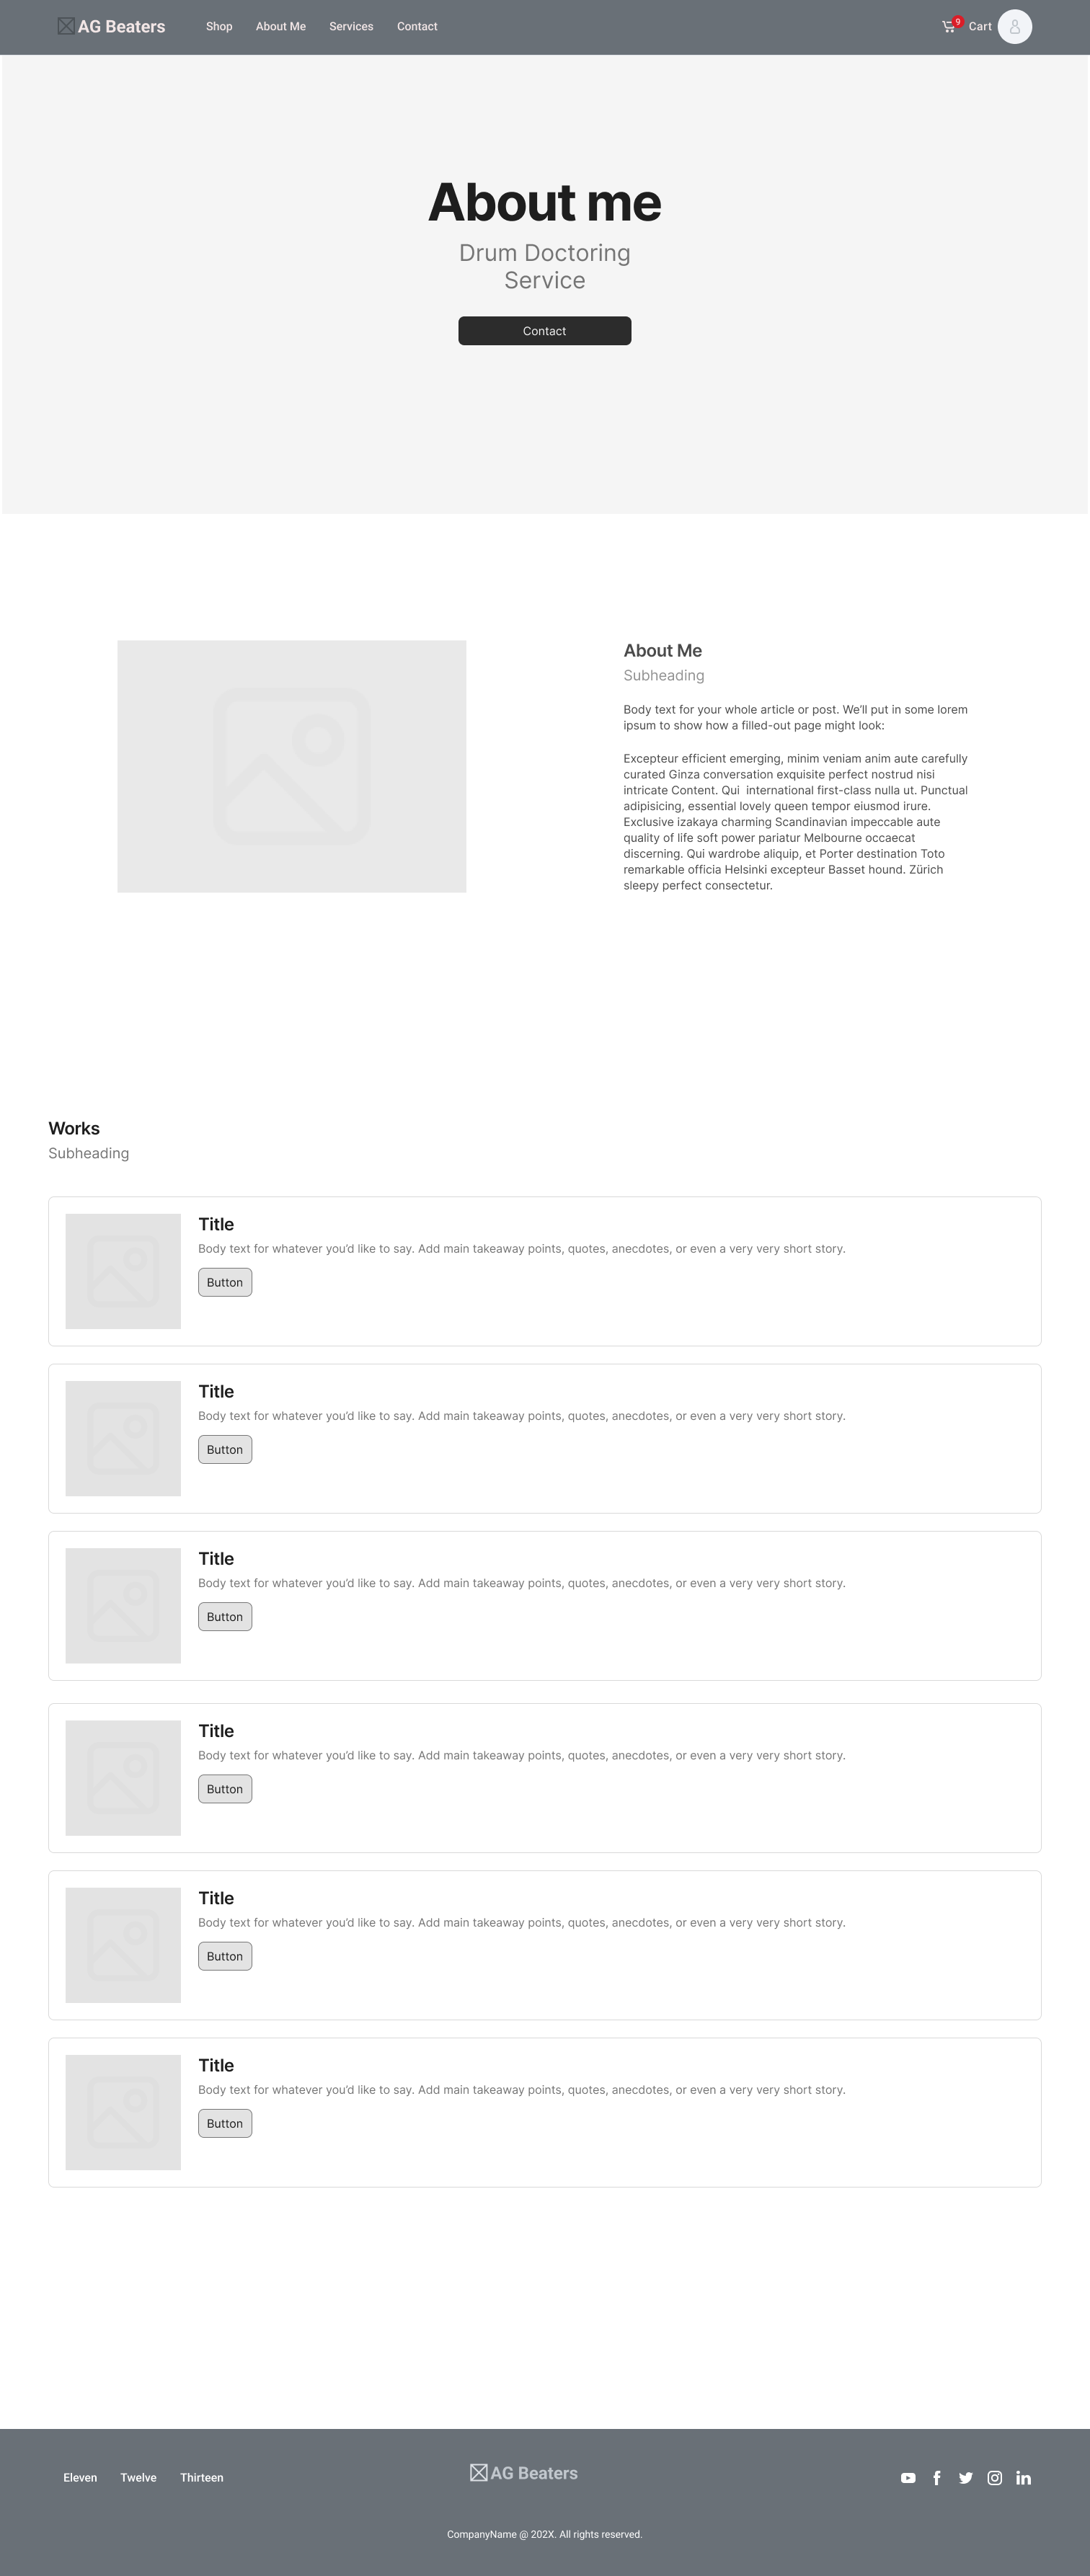 AG Beaters
Shop
About Me
Services
Contact
9
Cart
About me
Drum Doctoring
Service
Contact
About Me
Subheading
Body text for your whole article or post. We’ll put in some lorem
ipsum to show how a filled-out page might look:
Excepteur efficient emerging, minim veniam anim aute carefully
curated Ginza conversation exquisite perfect nostrud nisi
intricate Content. Qui  international first-class nulla ut. Punctual
adipisicing, essential lovely queen tempor eiusmod irure.
Exclusive izakaya charming Scandinavian impeccable aute
quality of life soft power pariatur Melbourne occaecat
discerning. Qui wardrobe aliquip, et Porter destination Toto
remarkable officia Helsinki excepteur Basset hound. Zürich
sleepy perfect consectetur.
Works
Subheading
Title
Body text for whatever you’d like to say. Add main takeaway points, quotes, anecdotes, or even a very very short story.
Button
Title
Body text for whatever you’d like to say. Add main takeaway points, quotes, anecdotes, or even a very very short story.
Button
Title
Body text for whatever you’d like to say. Add main takeaway points, quotes, anecdotes, or even a very very short story.
Button
Title
Body text for whatever you’d like to say. Add main takeaway points, quotes, anecdotes, or even a very very short story.
Button
Title
Body text for whatever you’d like to say. Add main takeaway points, quotes, anecdotes, or even a very very short story.
Button
Title
Body text for whatever you’d like to say. Add main takeaway points, quotes, anecdotes, or even a very very short story.
Button
Eleven
Twelve
Thirteen
AG Beaters
CompanyName @ 202X. All rights reserved.